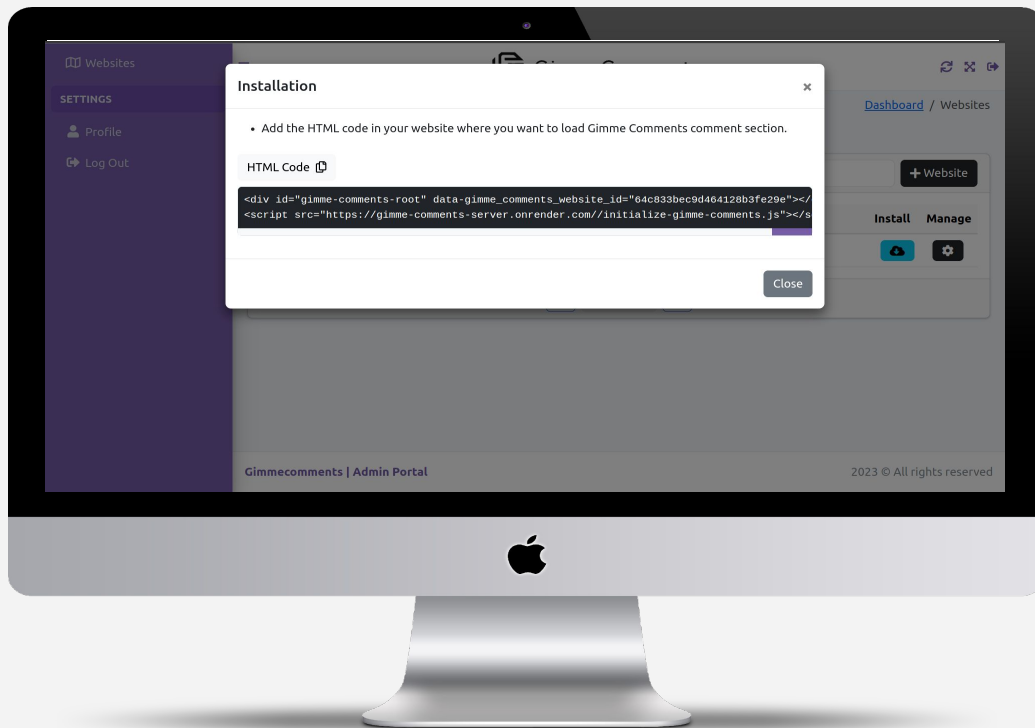 Websites
SETTINGS
Profile
Log Out
Installation
×
• Add the HTML code in your website where you want to load Gimme Comments comment section.
HTML Code
<div id="gimme-comments-root" data-gimme_comments_website_id="64c833bec9d464128b3fe29e"></
<script src="https://gimme-comments-server.onrender.com//initialize-gimme-comments.js"></s
Close
Dashboard / Websites
+ Website
Install Manage
Gimmecomments | Admin Portal
2023 © All rights reserved